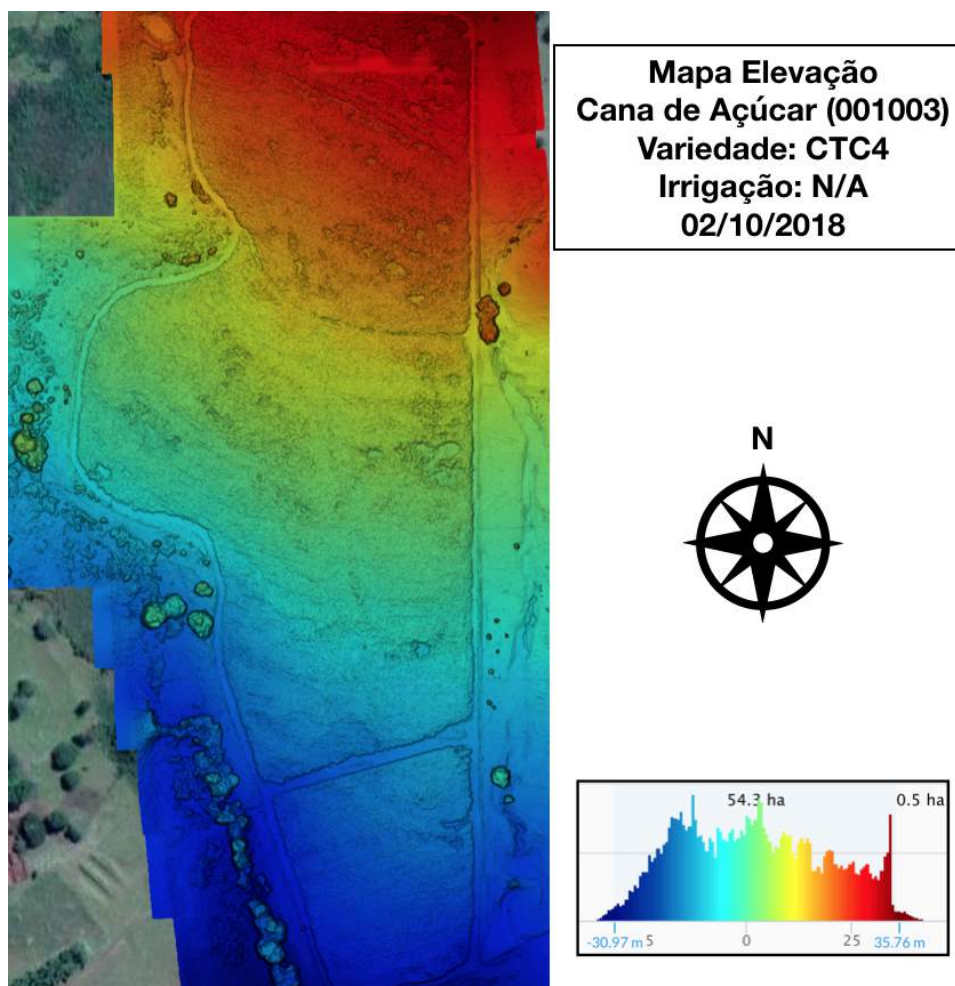 Mapa Elevação
Cana de Açúcar (001003)
Variedade: CTC4
Irrigação: N/A
02/10/2018
N
54.3 ha 0.5 ha
-30.97 m 5 0 25 35.76 m